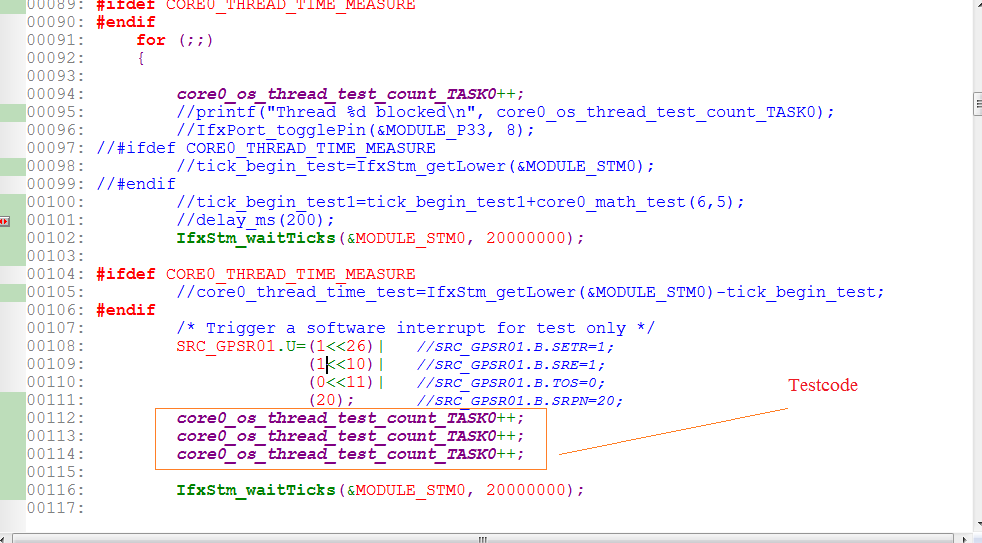 00089: #ifdef CORE0_THREAD_TIME_MEASURE
00090: #endif
00091:     for (;;)
00092:     {
00093:
00094:         core0_os_thread_test_count_TASK0++;
00095:         //printf("Thread %d blocked\n", core0_os_thread_test_count_TASK0);
00096:         //IfxPort_togglePin(&MODULE_P33, 8);
00097: //#ifdef CORE0_THREAD_TIME_MEASURE
00098:         //tick_begin_test=IfxStm_getLower(&MODULE_STM0);
00099: //#endif
00100:         //tick_begin_test1=tick_begin_test1+core0_math_test(6,5);
00101:         //delay_ms(200);
00102:         IfxStm_waitTicks(&MODULE_STM0, 20000000);
00103:
00104: #ifdef CORE0_THREAD_TIME_MEASURE
00105:         //core0_thread_time_test=IfxStm_getLower(&MODULE_STM0)-tick_begin_test;
00106: #endif
00107:         /* Trigger a software interrupt for test only */
00108:         SRC_GPSR01.U=(1<<26)|   //SRC_GPSR01.B.SETR=1;
00109:                      (1<<10)|   //SRC_GPSR01.B.SRE=1;
00110:                      (0<<11)|   //SRC_GPSR01.B.TOS=0;
00111:                      (20);      //SRC_GPSR01.B.SRPN=20;
00112:         core0_os_thread_test_count_TASK0++;
00113:         core0_os_thread_test_count_TASK0++;
00114:         core0_os_thread_test_count_TASK0++;
00115:
00116:         IfxStm_waitTicks(&MODULE_STM0, 20000000);
00117:
Testcode